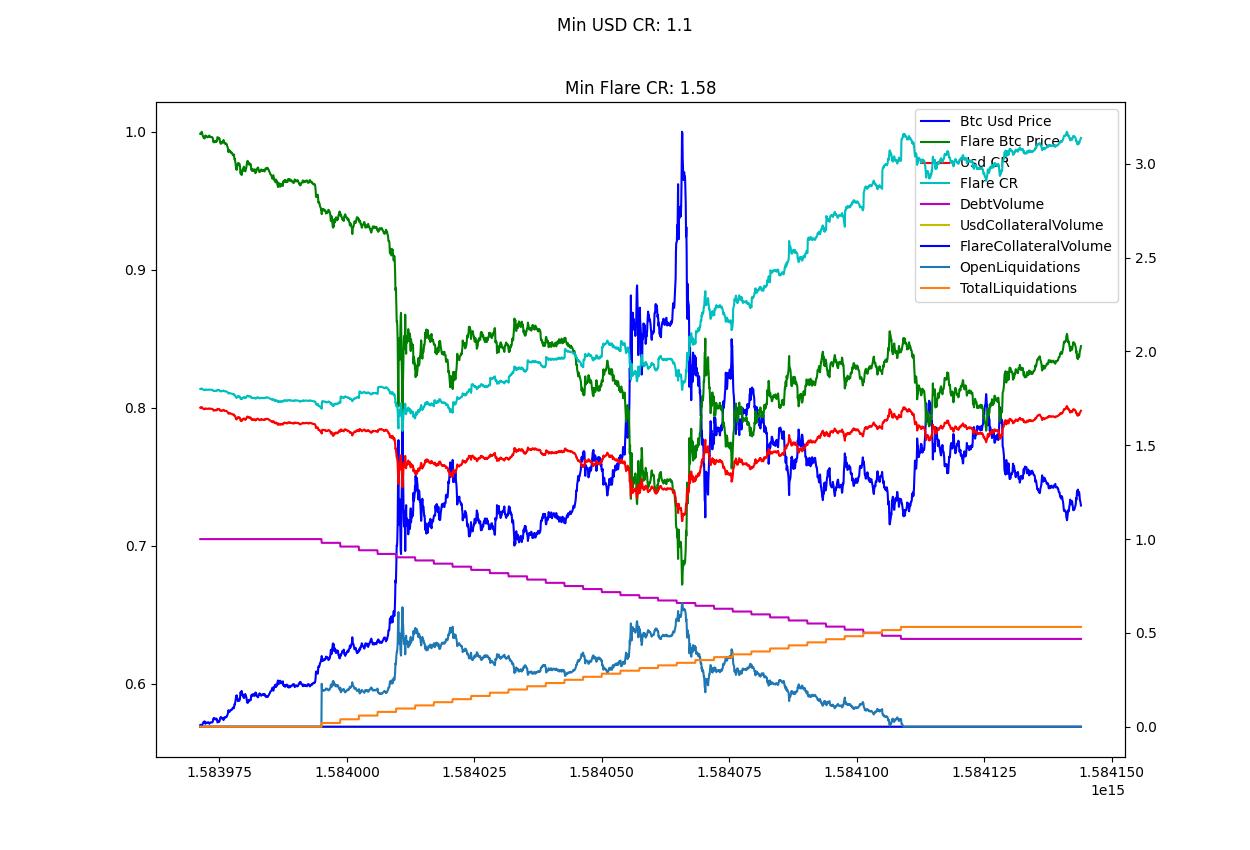 Min USD CR: 1.1
Min Flare CR: 1.58
1.0
0.9
0.8
0.7
0.6
3.0
2.5
2.0
1.5
1.0
0.5
0.0
Btc Usd Price
Flare Btc Price
Usd CR
Flare CR
DebtVolume
UsdCollateralVolume
FlareCollateralVolume
OpenLiquidations
TotalLiquidations
1.583975 1.584000 1.584025 1.584050 1.584075 1.584100 1.584125 1.584150
1e15